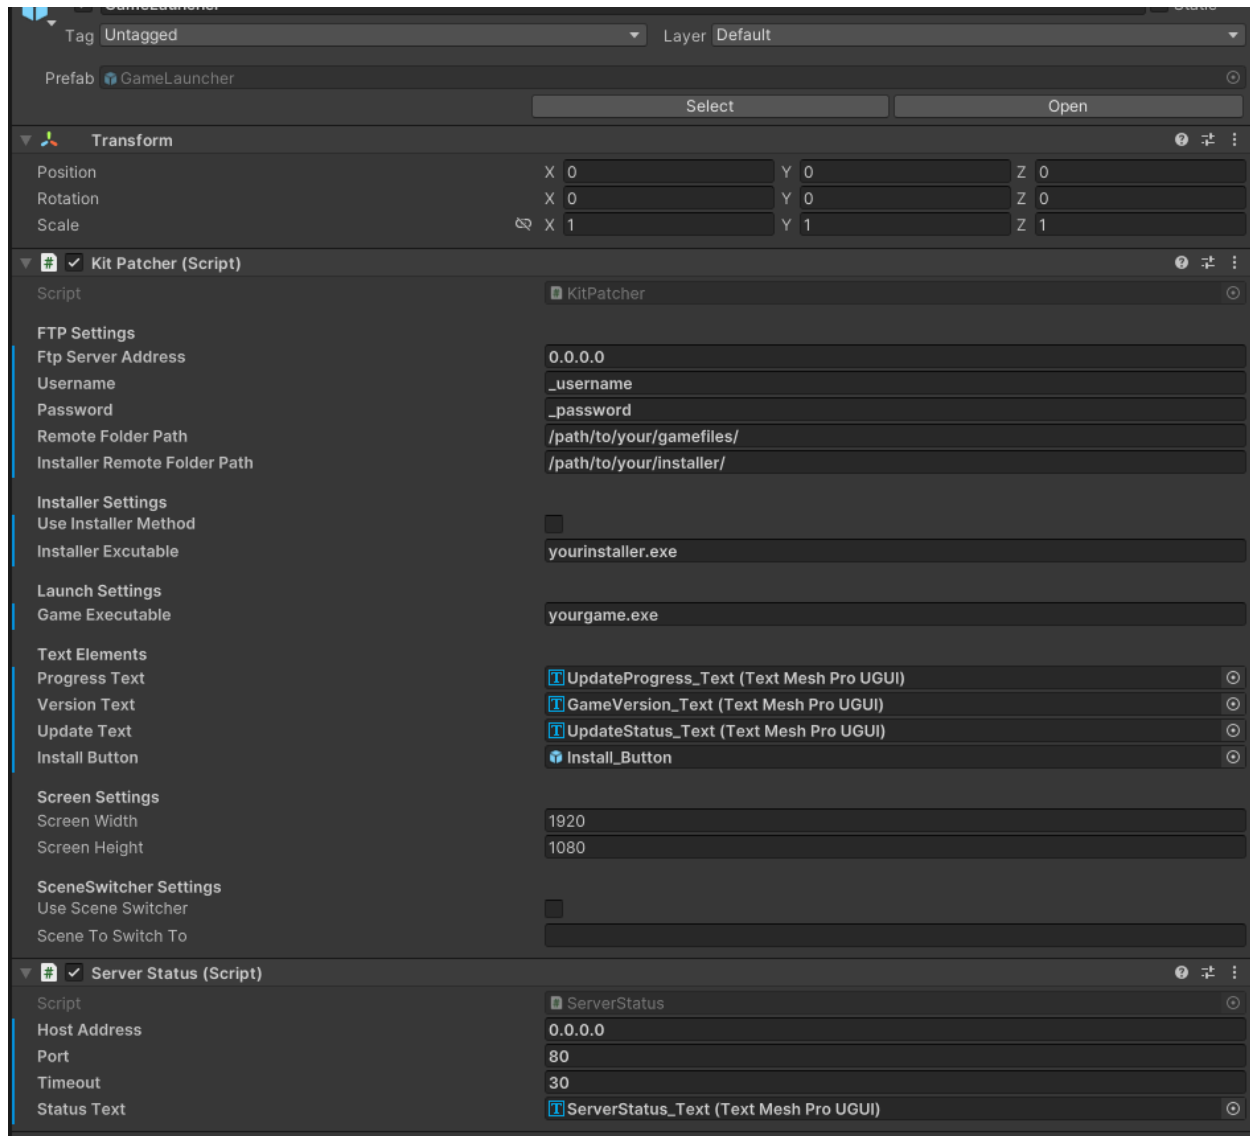 GameLauncher Static
Tag Untagged Layer Default
Prefab GameLauncher
Select Open
Transform
Position X 0 Y 0 Z 0
Rotation X 0 Y 0 Z 0
Scale X 1 Y 1 Z 1
# Kit Patcher (Script)
Script # KitPatcher
FTP Settings
Ftp Server Address 0.0.0.0
Username _username
Password _password
Remote Folder Path /path/to/your/gamefiles/
Installer Remote Folder Path /path/to/your/installer/
Installer Settings
Use Installer Method
Installer Excutable yourinstaller.exe
Launch Settings
Game Executable yourgame.exe
Text Elements
Progress Text T UpdateProgress_Text (Text Mesh Pro UGUI)
Version Text T GameVersion_Text (Text Mesh Pro UGUI)
Update Text T UpdateStatus_Text (Text Mesh Pro UGUI)
Install Button Install_Button
Screen Settings
Screen Width 1920
Screen Height 1080
SceneSwitcher Settings
Use Scene Switcher
Scene To Switch To
# Server Status (Script)
Script # ServerStatus
Host Address 0.0.0.0
Port 80
Timeout 30
Status Text T ServerStatus_Text (Text Mesh Pro UGUI)